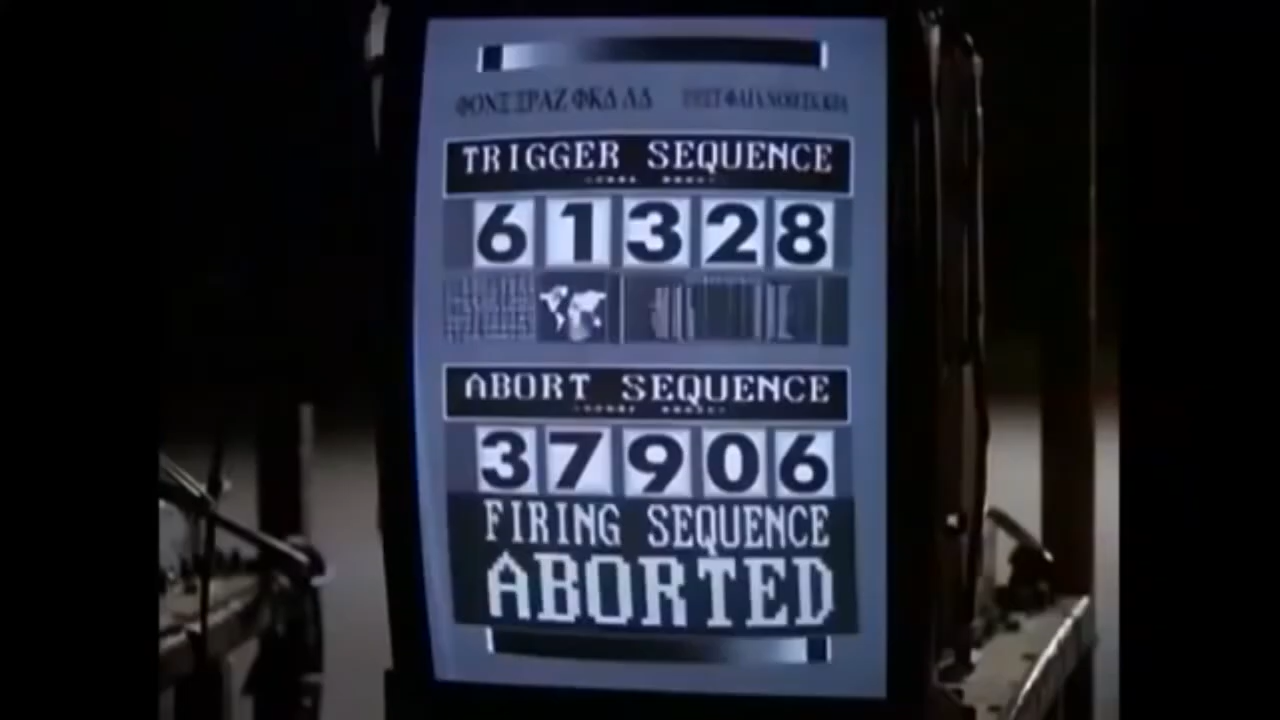 TRIGGER SEQUENCE
61328
ABORT SEQUENCE
37906
FIRING SEQUENCE
ABORTED